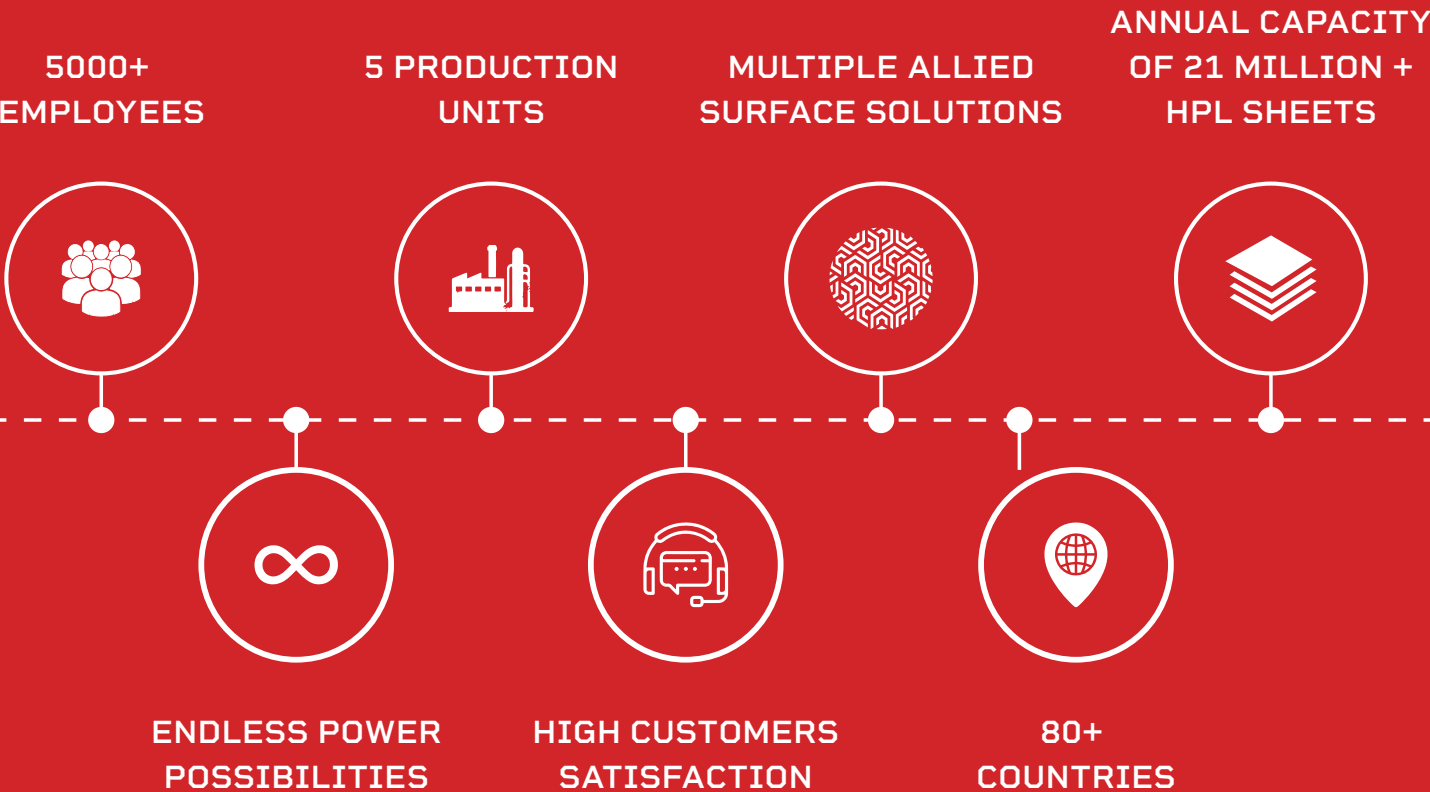 5000+
EMPLOYEES
5 PRODUCTION
UNITS
MULTIPLE ALLIED
SURFACE SOLUTIONS
ANNUAL CAPACITY
OF 21 MILLION +
HPL SHEETS
ENDLESS POWER
POSSIBILITIES
HIGH CUSTOMERS
SATISFACTION
80+
COUNTRIES